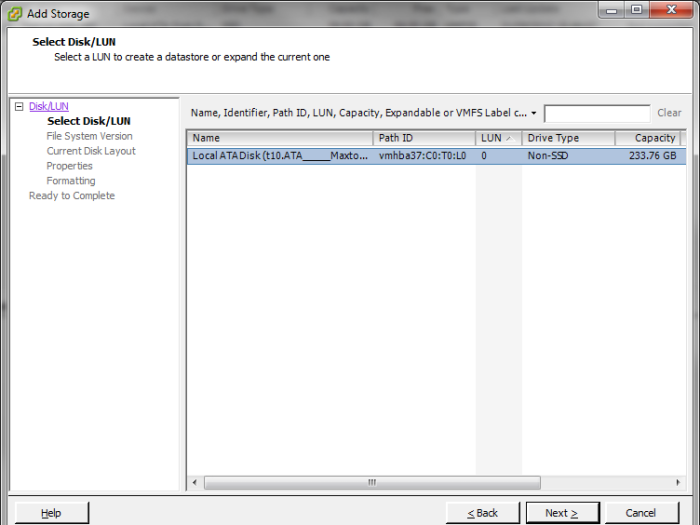 Add Storage
Select Disk/LUN
Select a LUN to create a datastore or expand the current one
Disk/LUN
Select Disk/LUN
File System Version
Current Disk Layout
Properties
Formatting
Ready to Complete
Name, Identifier, Path ID, LUN, Capacity, Expandable or VMFS Label c... Clear
Name Path ID LUN Drive Type Capacity
Local ATA Disk (t10.ATA_____Maxto... vmhba37:C0:T0:L0 0 Non-SSD 233.76 GB
Help < Back Next > Cancel